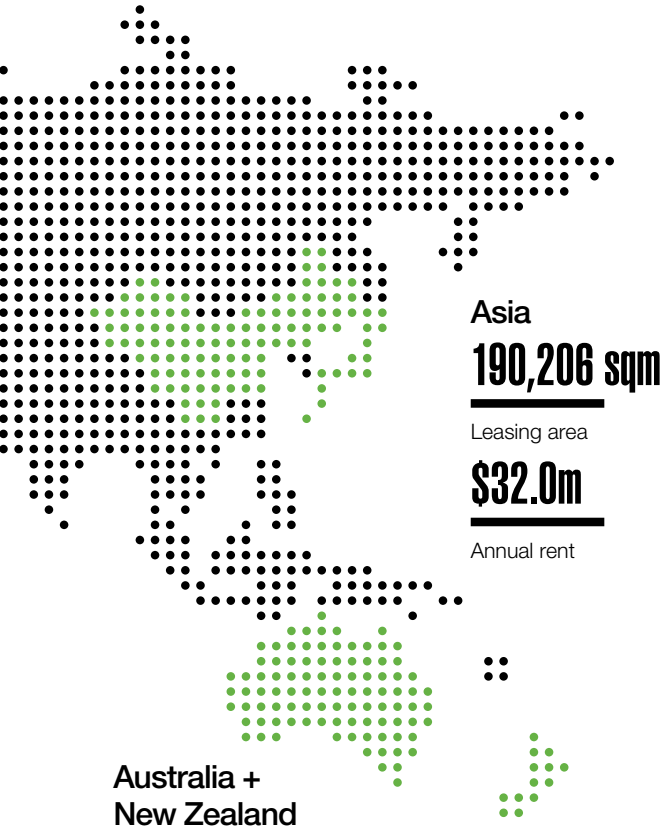 Asia
190,206 sqm
Leasing area
$32.0m
Annual rent
Australia +
New Zealand